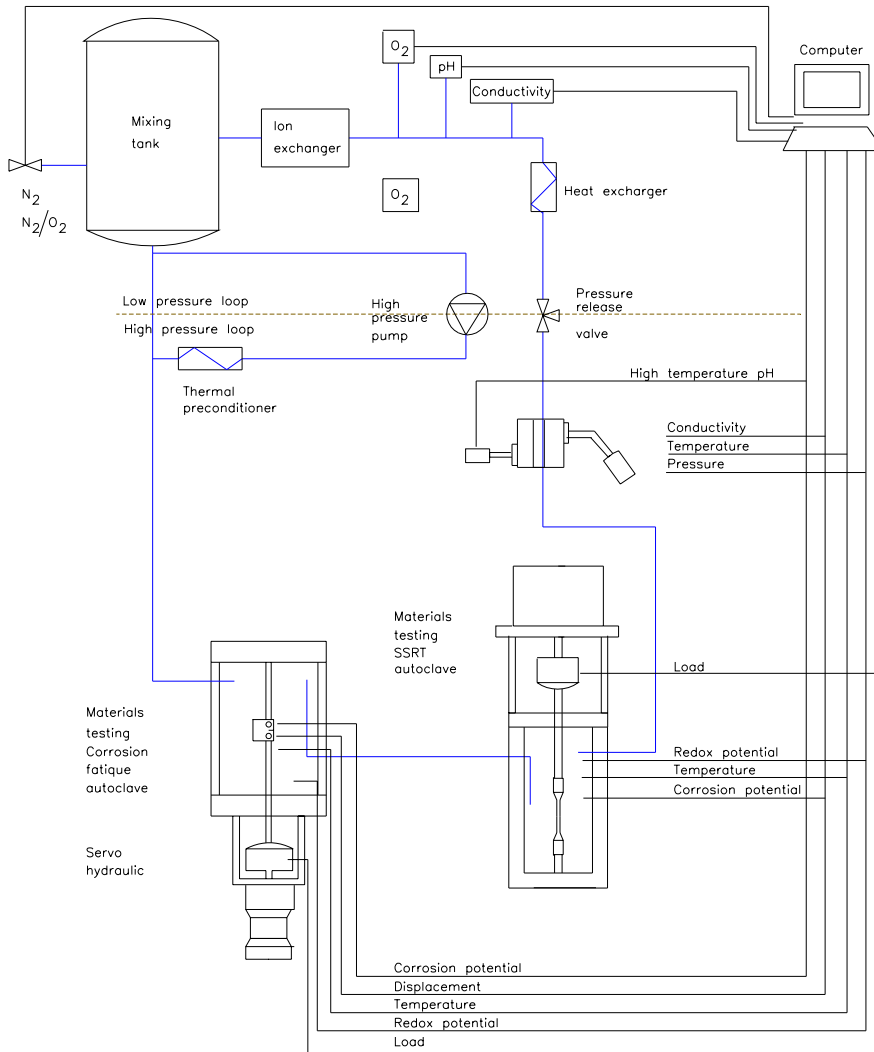 Computer
O2
pH
Conductivity
Mixing
tank
Ion
exchanger
N2
N2/O2
O2
Heat excharger
Low pressure loop
High pressure loop
High
pressure
pump
Pressure
release
valve
Thermal
preconditioner
High temperature pH
Conductivity
Temperature
Pressure
Materials
testing
SSRT
autoclave
Load
Materials
testing
Corrosion
fatique
autoclave
Redox potential
Temperature
Corrosion potential
Servo
hydraulic
Corrosion potential
Displacement
Temperature
Redox potential
Load